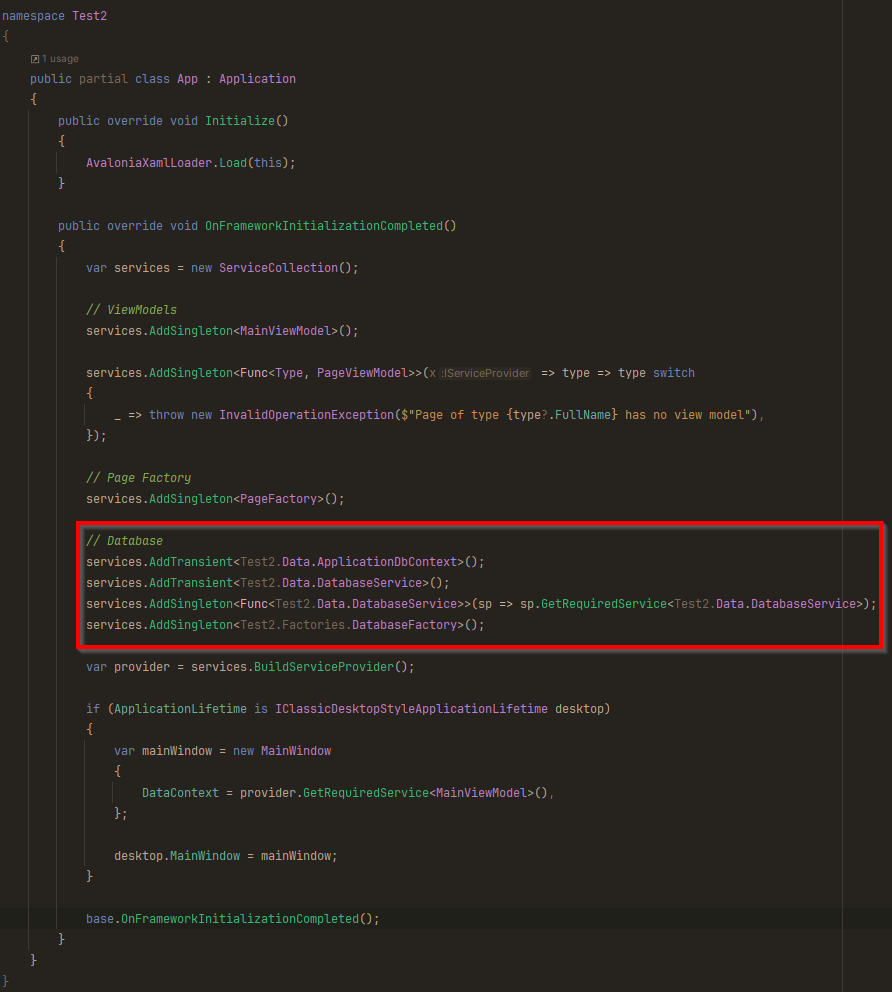 namespace Test2
{
1 usage
public partial class App : Application
{
public override void Initialize()
{
AvaloniaXamlLoader.Load(this);
}
public override void OnFrameworkInitializationCompleted()
{
var services = new ServiceCollection();
// ViewModels
services.AddSingleton<MainViewModel>();
services.AddSingleton<Func<Type, PageViewModel>>(x :IServiceProvider => type => type switch
{
_ => throw new InvalidOperationException($"Page of type {type?.FullName} has no view model"),
});
// Page Factory
services.AddSingleton<PageFactory>();
// Database
services.AddTransient<Test2.Data.ApplicationDbContext>();
services.AddTransient<Test2.Data.DatabaseService>();
services.AddSingleton<Func<Test2.Data.DatabaseService>>(sp => sp.GetRequiredService<Test2.Data.DatabaseService>);
services.AddSingleton<Test2.Factories.DatabaseFactory>();
var provider = services.BuildServiceProvider();
if (ApplicationLifetime is IClassicDesktopStyleApplicationLifetime desktop)
{
var mainWindow = new MainWindow
{
DataContext = provider.GetRequiredService<MainViewModel>(),
};
desktop.MainWindow = mainWindow;
}
base.OnFrameworkInitializationCompleted();
}
}
}